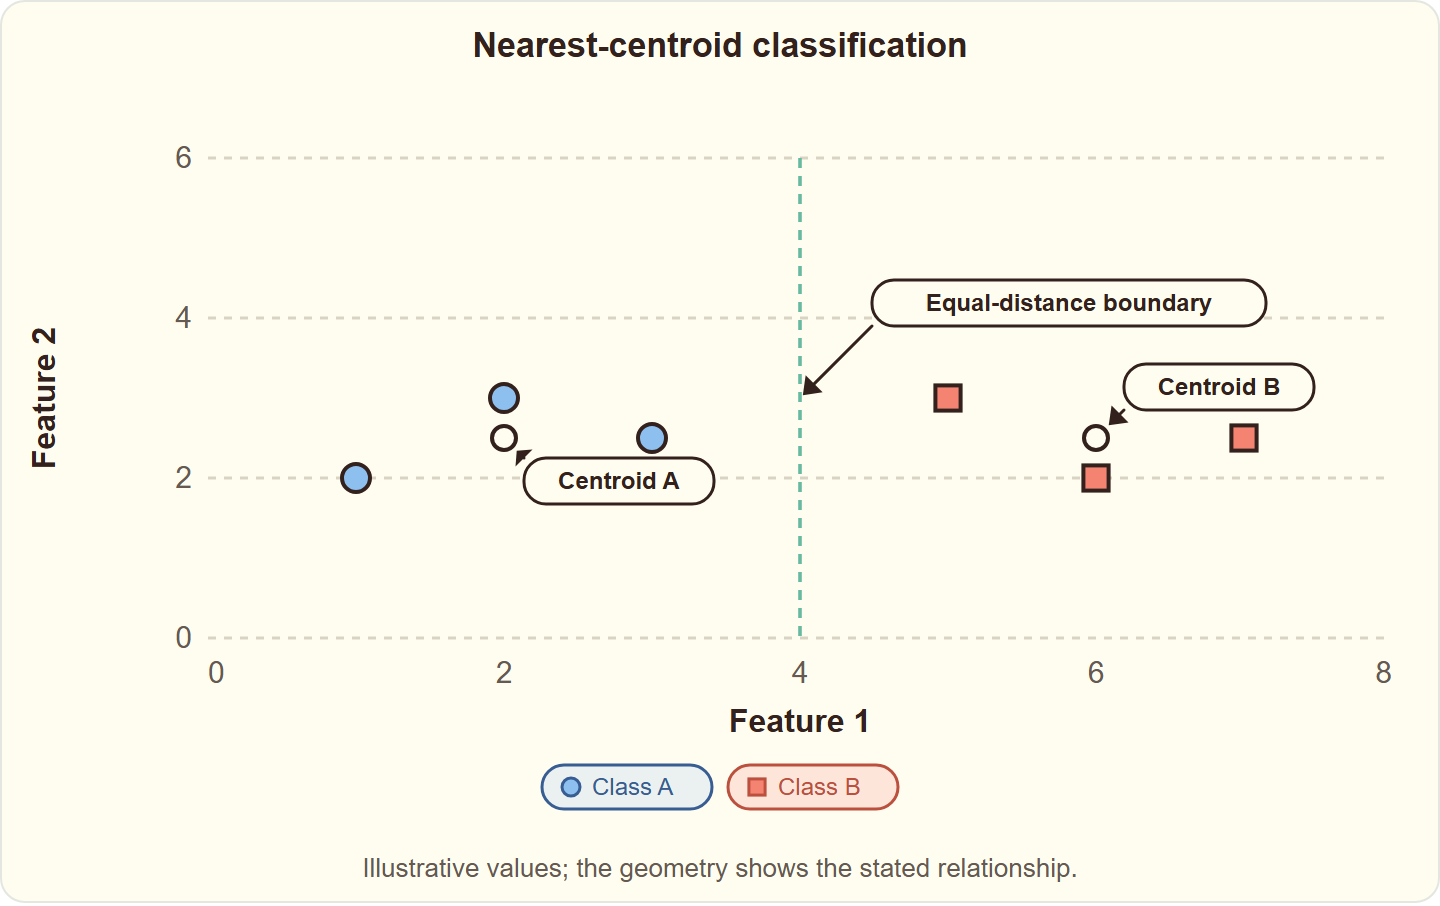 Nearest-centroid classification
6
Equal-distance boundary
4
Centroid B
Feature 2
2
Centroid A
0
0 2 4 6 8
Feature 1
Class A Class B
Illustrative values; the geometry shows the stated relationship.